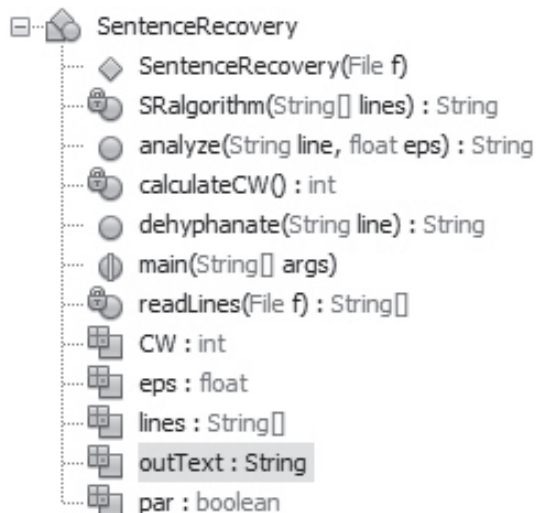 SentenceRecovery
SentenceRecovery(File f)
SRalgorithm(String[] lines) : String
analyze(String line, float eps) : String
calculateCW() : int
dehyphanate(String line) : String
main(String[] args)
readLines(File f) : String[]
CW : int
eps : float
lines : String[]
outText : String
par : boolean